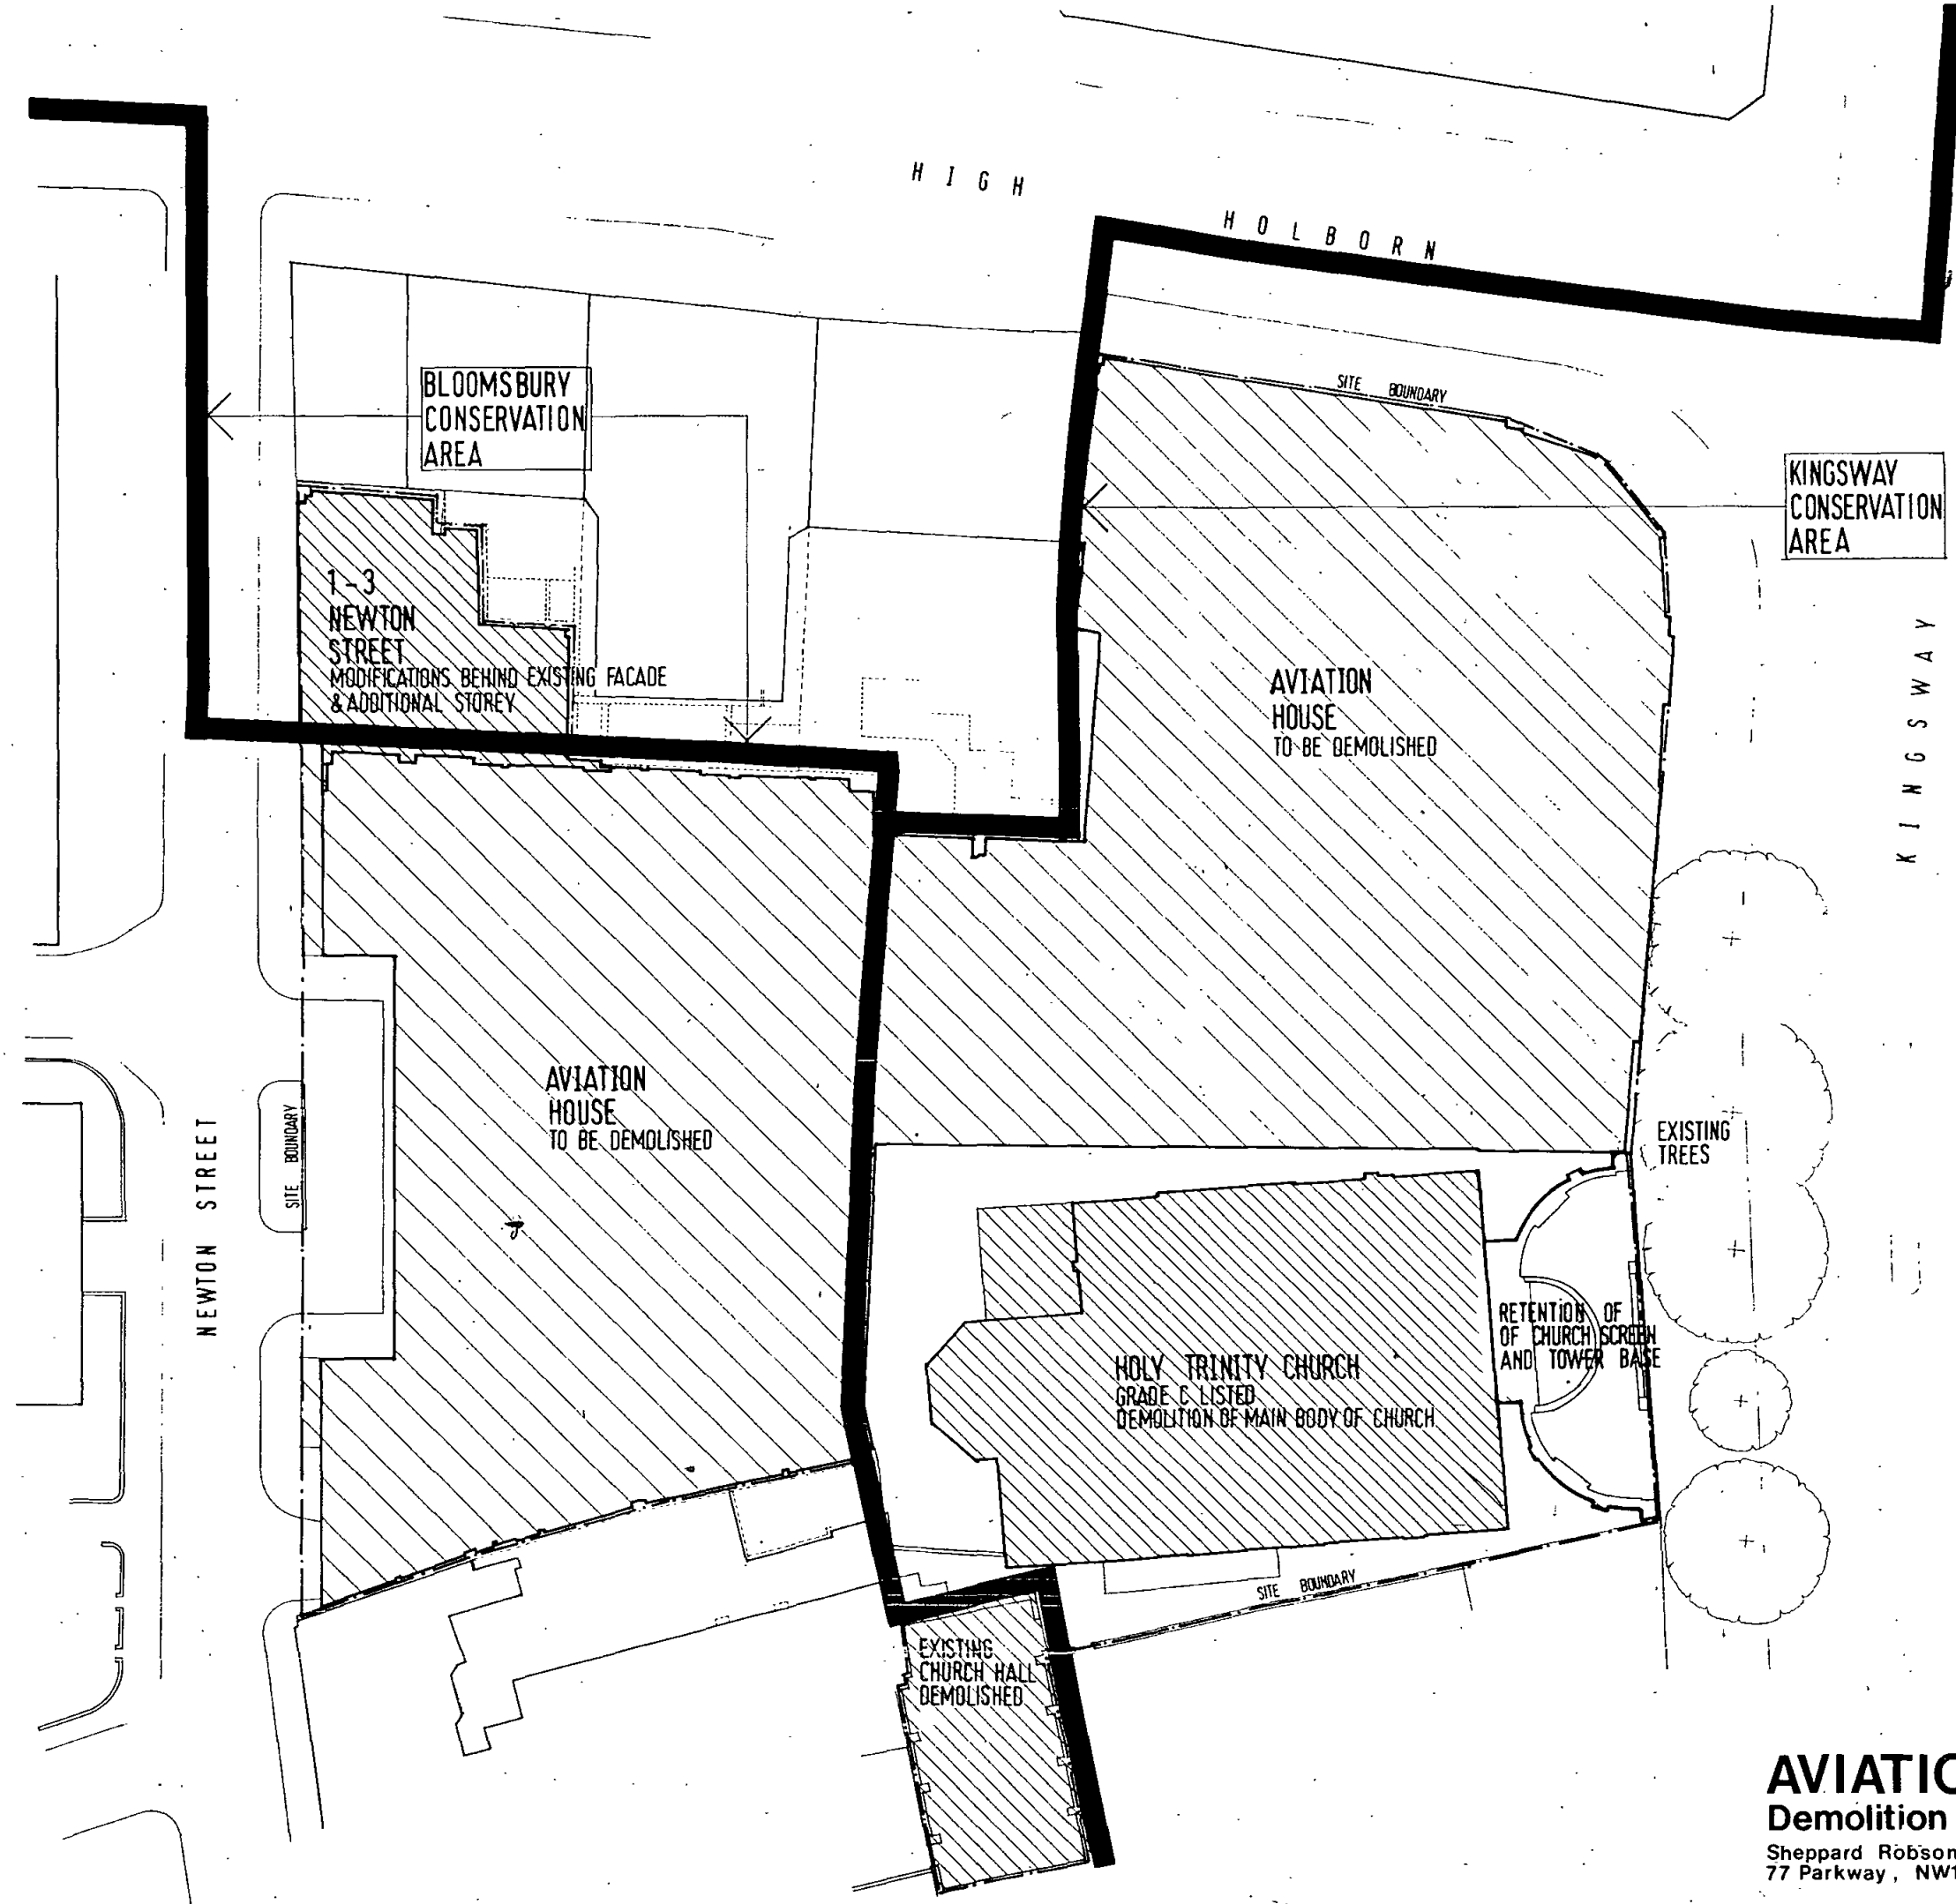 HIGH
HOLBORN
BLOOMSBURY
CONSERVATION
AREA
SITE BOUNDARY
KINGSWAY
CONSERVATION
AREA
1-3
NEWTON
STREET
MODIFICATIONS BEHIND EXISTING FACADE
& ADDITIONAL STOREY
AVIATION
HOUSE
TO BE DEMOLISHED
KINGSWAY
AVIATION
HOUSE
TO BE DEMOLISHED
SITE BOUNDARY
NEWTON STREET
EXISTING
TREES
RETENTION OF
OF CHURCH SCREEN
AND TOWER BASE
HOLY TRINITY CHURCH
GRADE C LISTED
DEMOLITION OF MAIN BODY OF CHURCH
SITE BOUNDARY
EXISTING
CHURCH HALL
DEMOLISHED
AVIATIO
Demolition
Sheppard Robson
77 Parkway, NW1